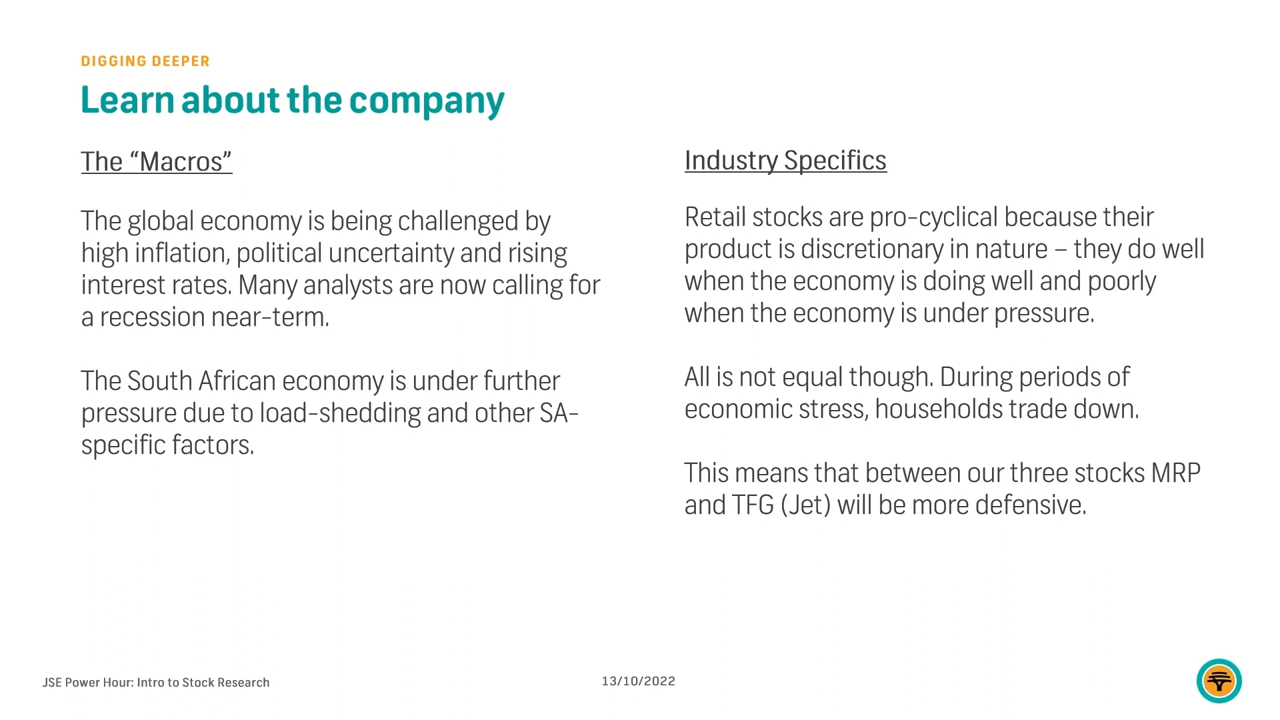 DIGGING DEEPER
Learn about the company
The “Macros”
The global economy is being challenged by
high inflation, political uncertainty and rising
interest rates. Many analysts are now calling for
a recession near-term.
The South African economy is under further
pressure due to load-shedding and other SA-
specific factors.
Industry Specifics
Retail stocks are pro-cyclical because their
product is discretionary in nature – they do well
when the economy is doing well and poorly
when the economy is under pressure.
All is not equal though. During periods of
economic stress, households trade down.
This means that between our three stocks MRP
and TFG (Jet) will be more defensive.
JSE Power Hour: Intro to Stock Research
13/10/2022